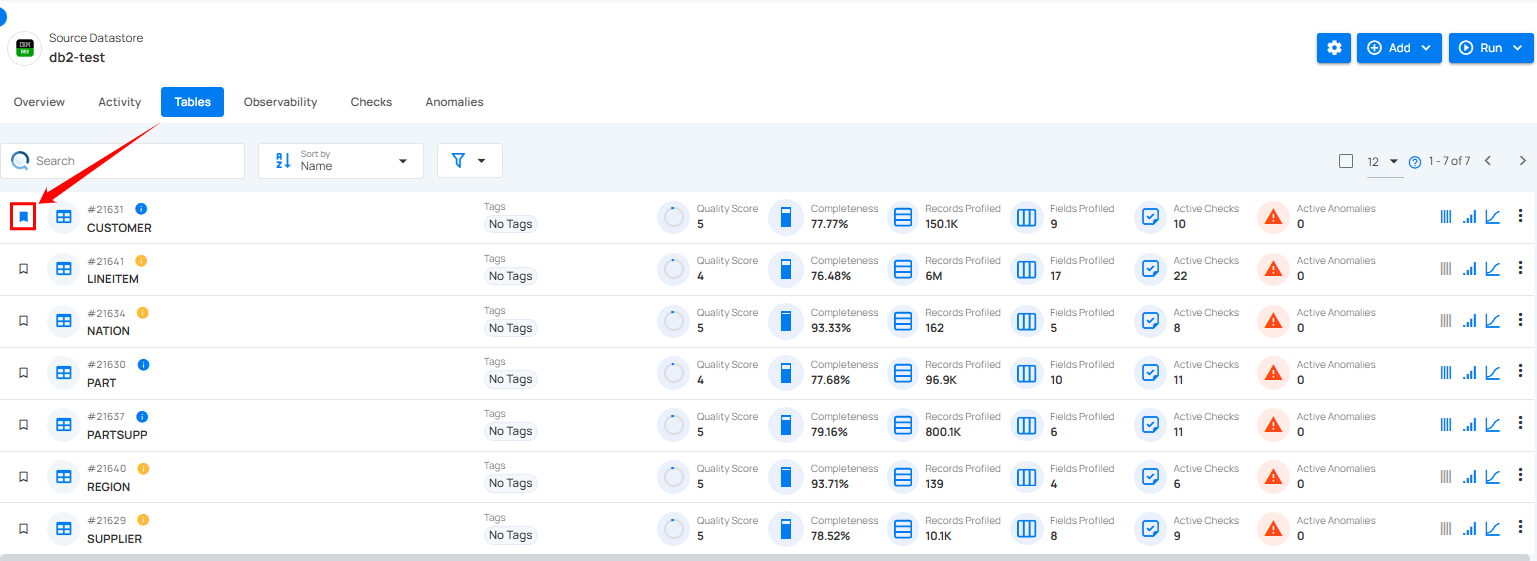 IBM
DB2
Source Datastore
db2-test
Add
Run
Overview Activity Tables Observability Checks Anomalies
Search
A
Z
Sort by
Name
12
?
1 - 7 of 7
#21631 i Tags Quality Score Completeness Records Profiled Fields Profiled Active Checks Active Anomalies
CUSTOMER No Tags 5 77.77% 150.1K 9 10 0
#21641 i Tags Quality Score Completeness Records Profiled Fields Profiled Active Checks Active Anomalies
LINEITEM No Tags 4 76.48% 6M 17 22 0
#21634 i Tags Quality Score Completeness Records Profiled Fields Profiled Active Checks Active Anomalies
NATION No Tags 5 93.33% 162 5 8 0
#21630 i Tags Quality Score Completeness Records Profiled Fields Profiled Active Checks Active Anomalies
PART No Tags 4 77.68% 96.9K 10 11 0
#21637 i Tags Quality Score Completeness Records Profiled Fields Profiled Active Checks Active Anomalies
PARTSUPP No Tags 5 79.16% 800.1K 6 11 0
#21640 i Tags Quality Score Completeness Records Profiled Fields Profiled Active Checks Active Anomalies
REGION No Tags 5 93.71% 139 4 6 0
#21629 i Tags Quality Score Completeness Records Profiled Fields Profiled Active Checks Active Anomalies
SUPPLIER No Tags 5 78.52% 10.1K 8 9 0